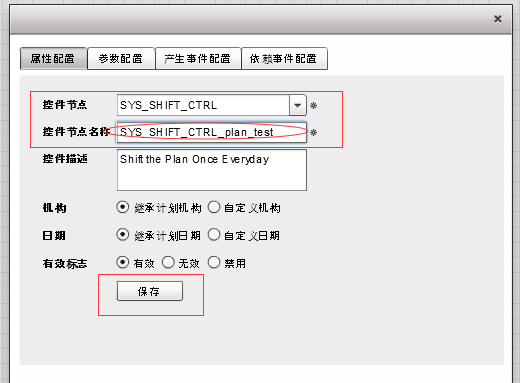 属性配置 参数配置 产生事件配置 依赖事件配置
控件节点 SYS_SHIFT_CTRL *
控件节点名称 SYS_SHIFT_CTRL_plan_test *
控件描述 Shift the Plan Once Everyday
机构 继承计划机构 自定义机构
日期 继承计划日期 自定义日期
有效标志 有效 无效 禁用
保存